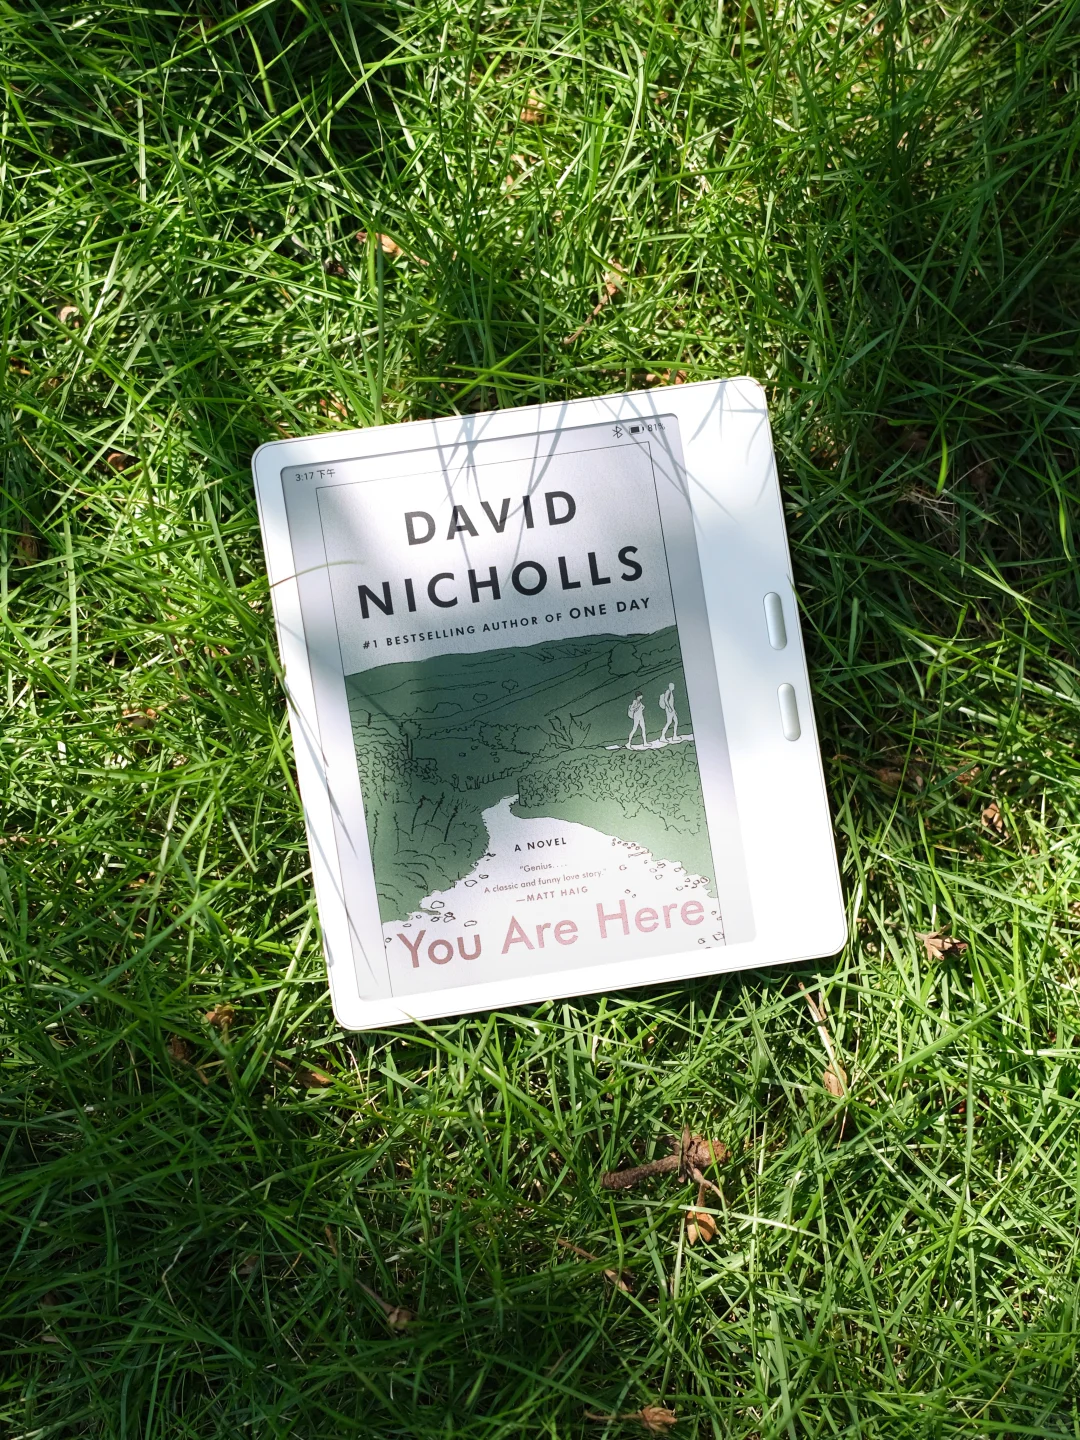 3:17 下午
81%
DAVID
NICHOLLS
#1 BESTSELLING AUTHOR OF ONE DAY
A NOVEL
"Genius. . . .
A classic and funny love story."
—MATT HAIG
You Are Here